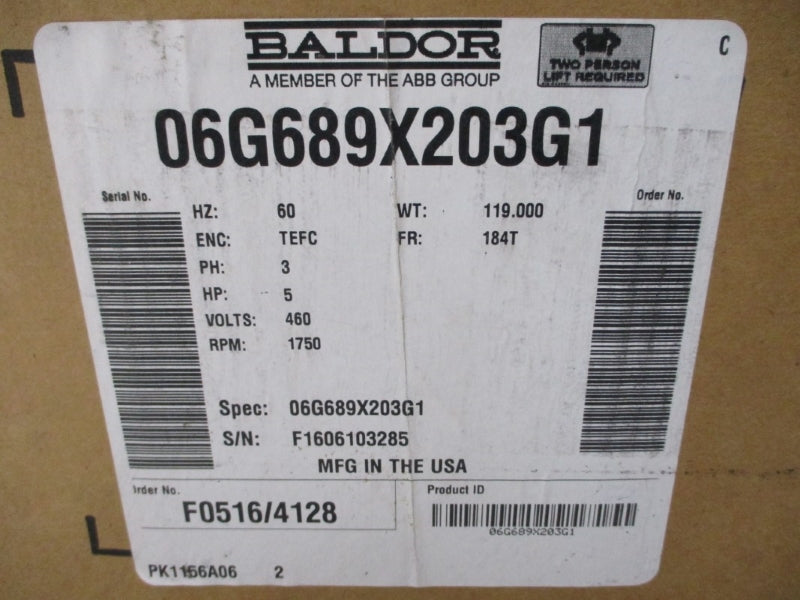 BALDOR
A MEMBER OF THE ABB GROUP
TWO PERSON
LIFT REQUIRED
C
06G689X203G1
Serial No.
Order No.
HZ: 60 WT: 119.000
ENC: TEFC FR: 184T
PH: 3
HP: 5
VOLTS: 460
RPM: 1750
Spec: 06G689X203G1
S/N: F1606103285
MFG IN THE USA
rder No.
F0516/4128
Product ID
06G689X203G1
PK1166A06 2